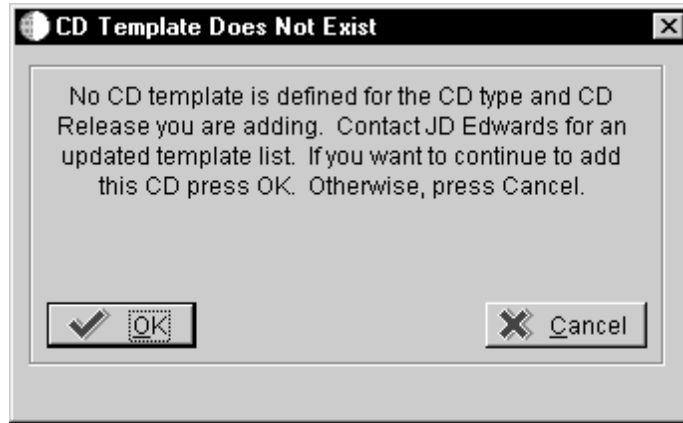 CD Template Does Not Exist
No CD template is defined for the CD type and CD
Release you are adding.  Contact JD Edwards for an
updated template list.  If you want to continue to add
this CD press OK.  Otherwise, press Cancel.
OK
Cancel